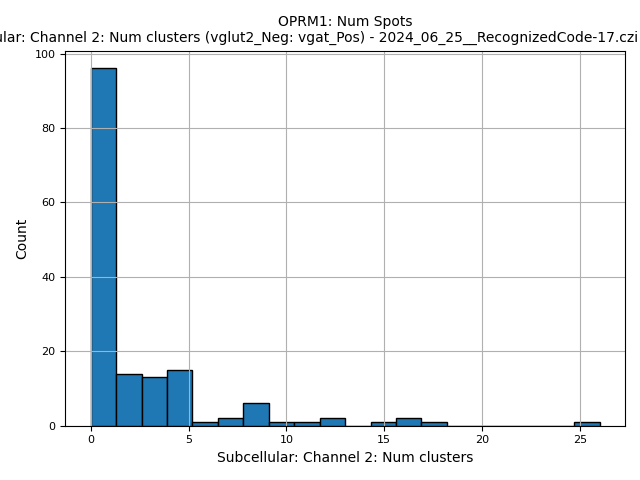 OPRM1: Num Spots
Channel 2: Num clusters (vglut2_Neg: vgat_Pos) - 2024_06_25__RecognizedCode-17.czi
100
80
60
40
20
0
Count
0 5 10 15 20 25
Subcellular: Channel 2: Num clusters